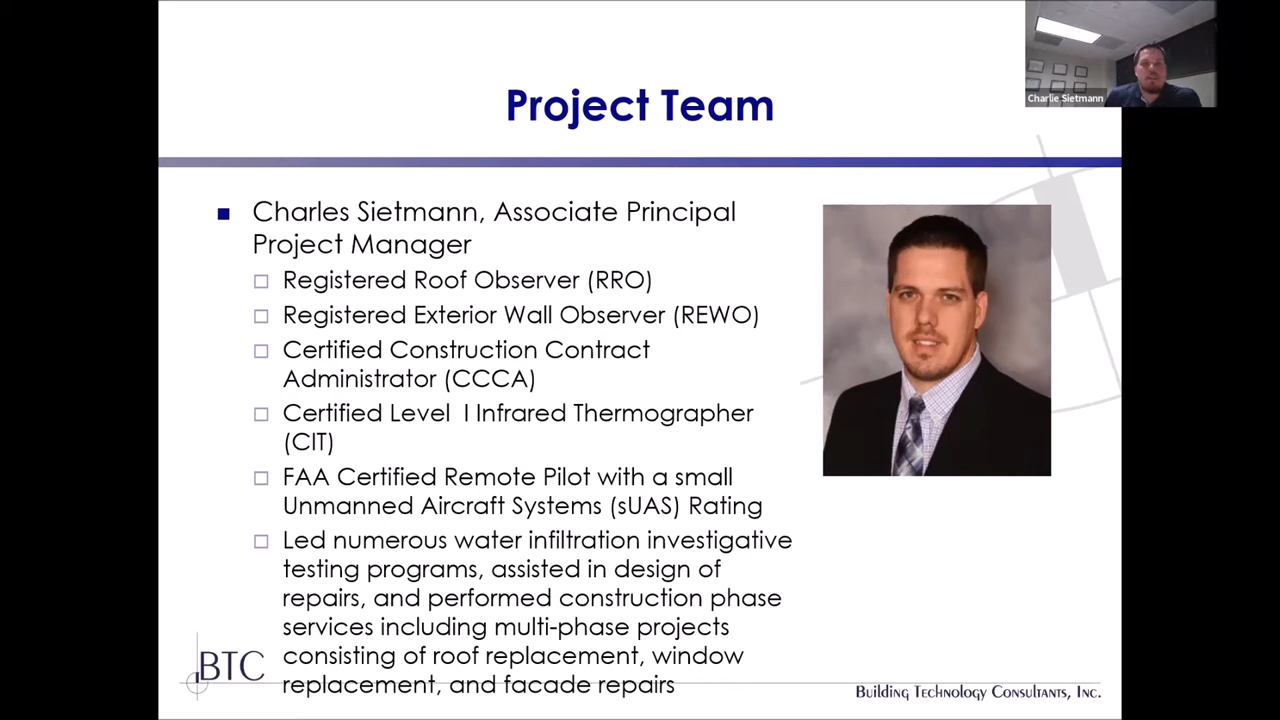 Project Team
Charlie Sietmann
Charles Sietmann, Associate Principal
Project Manager
Registered Roof Observer (RRO)
Registered Exterior Wall Observer (REWO)
Certified Construction Contract
Administrator (CCCA)
Certified Level  I Infrared Thermographer
(CIT)
FAA Certified Remote Pilot with a small
Unmanned Aircraft Systems (sUAS) Rating
Led numerous water infiltration investigative
testing programs, assisted in design of
repairs, and performed construction phase
services including multi-phase projects
consisting of roof replacement, window
replacement, and facade repairs
BTC
Building Technology Consultants, Inc.